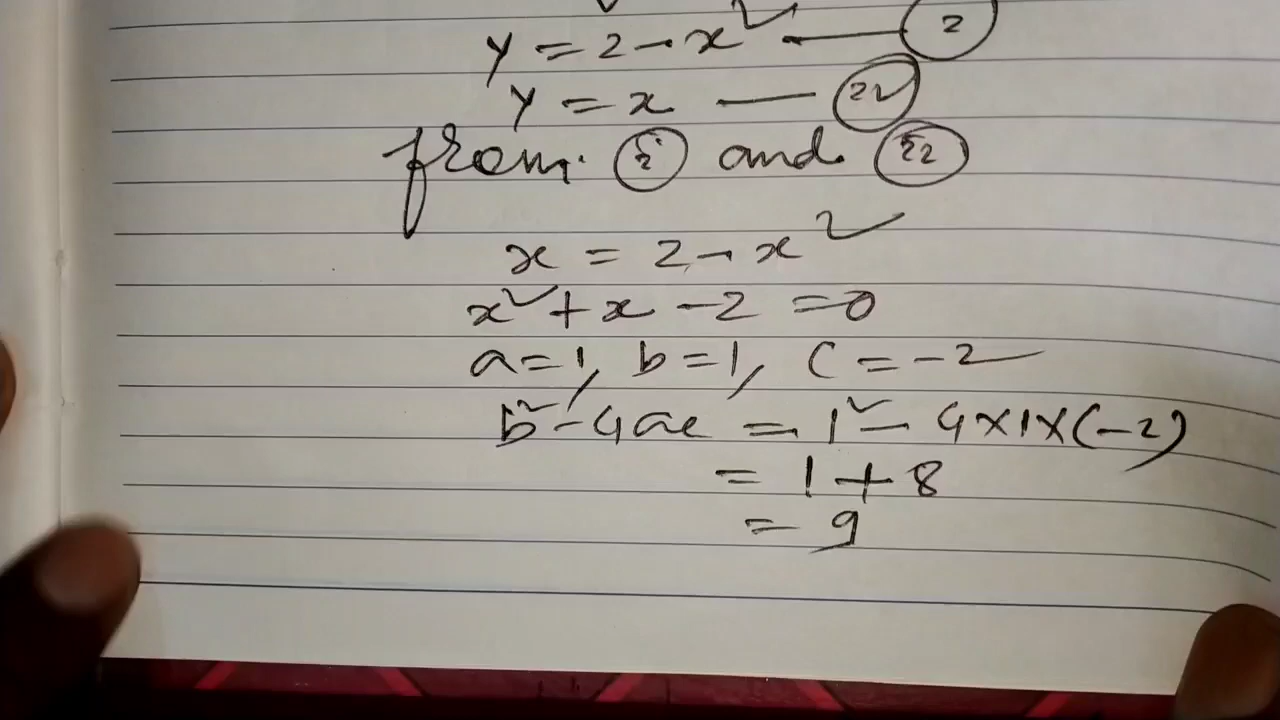 y = 2 - x² — (i)
y = x — (ii)
from (i) and (ii)
x = 2 - x²
x² + x - 2 = 0
a = 1, b = 1, c = -2
b² - 4ac = 1² - 4×1×(-2)
= 1 + 8
= 9